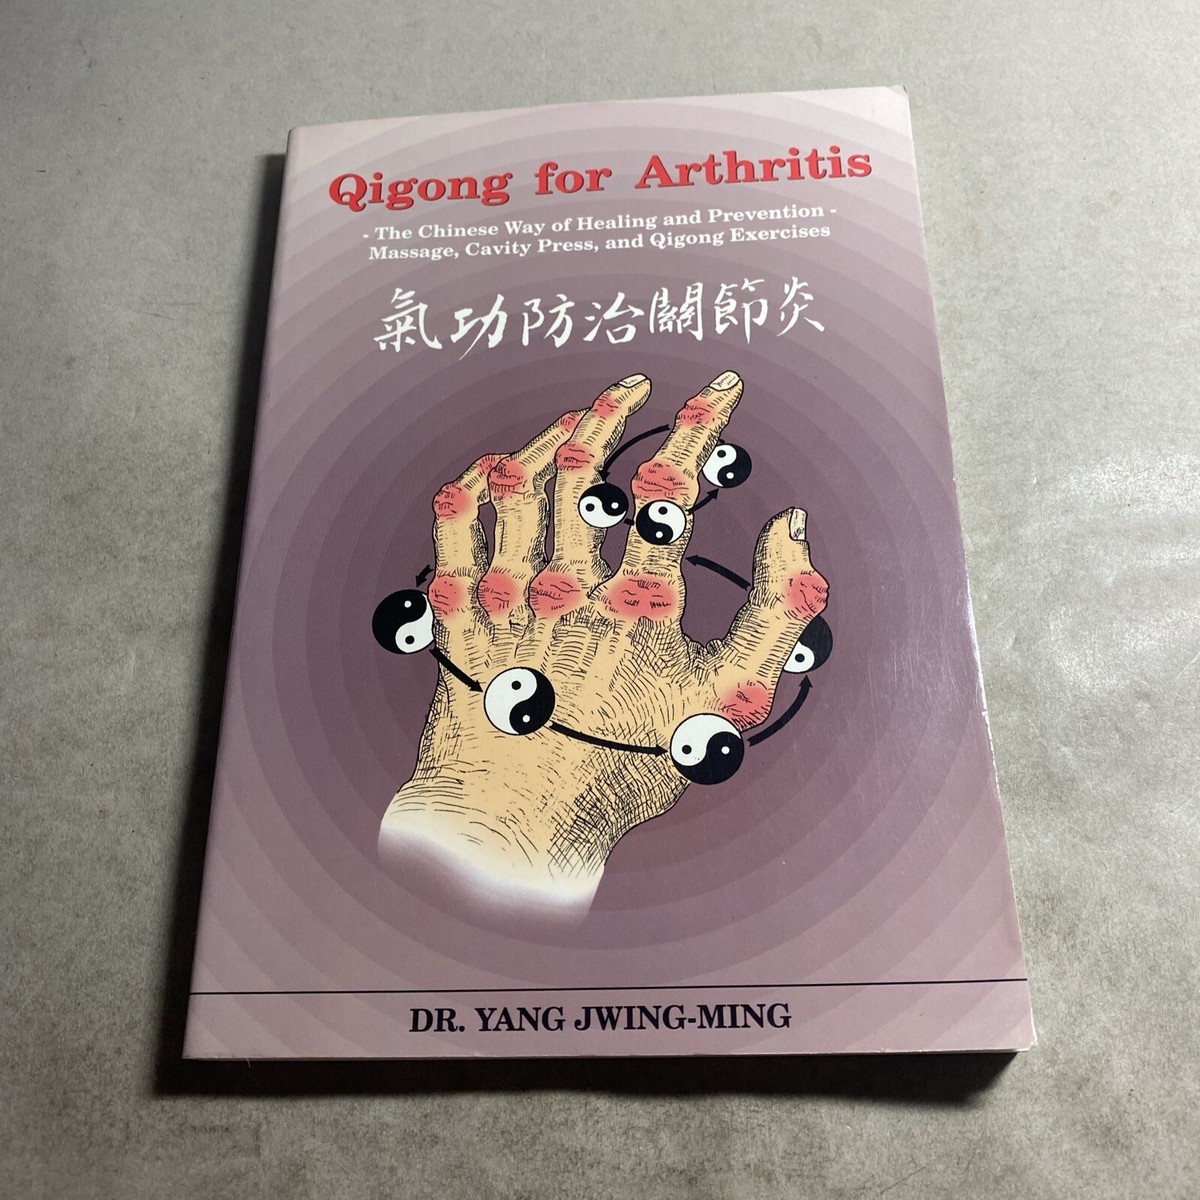 Qigong for Arthritis
- The Chinese Way of Healing and Prevention -
Massage, Cavity Press, and Qigong Exercises
氣功防治關節炎
DR. YANG JWING-MING